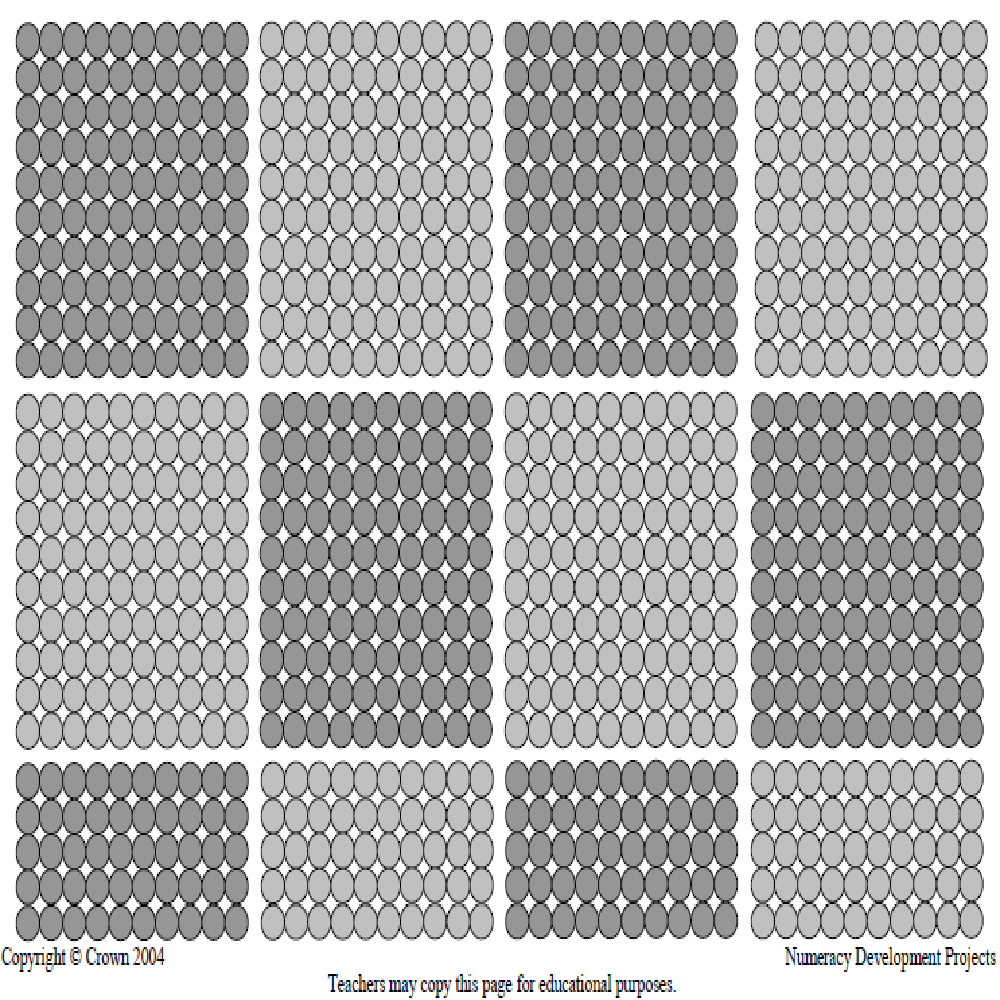 Copyright © Crown 2004
Numeracy Development Projects
Teachers may copy this page for educational purposes.